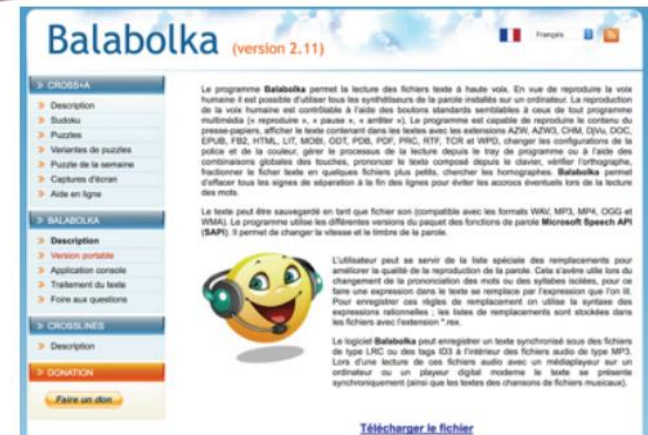 Balabolka (version 2.11)
Français
CROSS+A
Description
Sudoku
Puzzles
Variantes de puzzles
Puzzle de la semaine
Captures d'écran
Aide en ligne
BALABOLKA
Description
Version portable
Application console
Traitement du texte
Foire aux questions
CROSSLINES
Description
DONATION
Faire un don
Le programme Balabolka permet la lecture des fichiers texte à haute voix. En vue de reproduire la voix
humaine il est possible d'utiliser tous les synthétiseurs de la parole installés sur un ordinateur. La reproduction
de la voix humaine est contrôlable à l'aide des boutons standards semblables à ceux de tout programme
multimédia (« reproduire », « pause », « arrêter »). Le programme est capable de reproduire le contenu du
presse-papiers, afficher le texte contenant dans les textes avec les extensions AZW, AZW3, CHM, DjVu, DOC,
EPUB, FB2, HTML, LIT, MOBI, ODT, PDB, PDF, PRC, RTF, TCR et WPD, changer les configurations de la
police et de la couleur, gérer le processus de la lecture depuis le tray de programme ou à l'aide des
combinaisons globales des touches, prononcer le texte composé depuis le clavier, vérifier l'orthographe,
fractionner le ficher texte en quelques fichiers plus petits, chercher les homographes. Balabolka permet
d'effacer tous les signes de séparation à la fin des lignes pour éviter les accrocs éventuels lors de la lecture
des mots.
Le texte peut être sauvegardé en tant que fichier son (compatible avec les formats WAV, MP3, MP4, OGG et
WMA). Le programme utilise les différentes versions du paquet des fonctions de parole Microsoft Speech API
(SAPI). Il permet de changer la vitesse et le timbre de la parole.
L'utilisateur peut se servir de la liste spéciale des remplacements pour
améliorer la qualité de la reproduction de la parole. Cela s'avère utile lors du
changement de la prononciation des mots ou des syllabes isolées, pour ce
faire une expression dans le texte se remplace par l'expression que l'on lit.
Pour enregistrer ces règles de remplacement on utilise la syntaxe des
expressions rationnelles ; les listes de remplacements sont stockées dans
les fichiers avec l'extension *.rex.
Le logiciel Balabolka peut enregistrer un texte synchronisé sous des fichiers
de type LRC ou des tags ID3 à l'intérieur des fichiers audio de type MP3.
Lors d'une lecture de ces fichiers audio avec un médiaplayeur sur un
ordinateur ou un playeur digital moderne le texte se présente
synchroniquement (ainsi que les textes des chansons de fichiers musicaux).
Télécharger le fichier